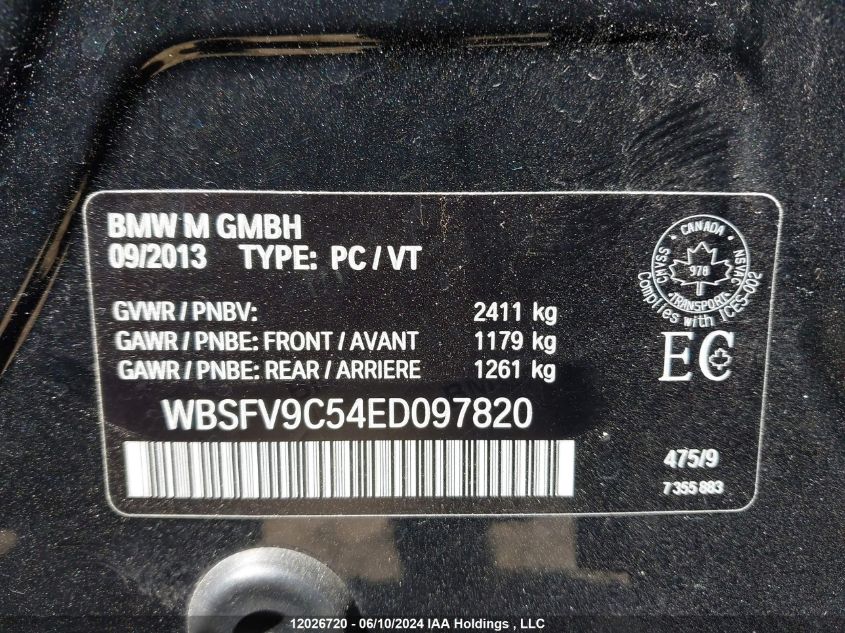 BMW M GMBH
09/2013 TYPE: PC / VT
GVWR / PNBV: 2411 kg
GAWR / PNBE: FRONT / AVANT 1179 kg
GAWR / PNBE: REAR / ARRIERE 1261 kg
WBSFV9C54ED097820
CANADA
CMVSS 978 NSVAC
TRANSPORT
Complies with ICES-002
EC
475/9
7 355 883
12026720 - 06/10/2024 IAA Holdings , LLC